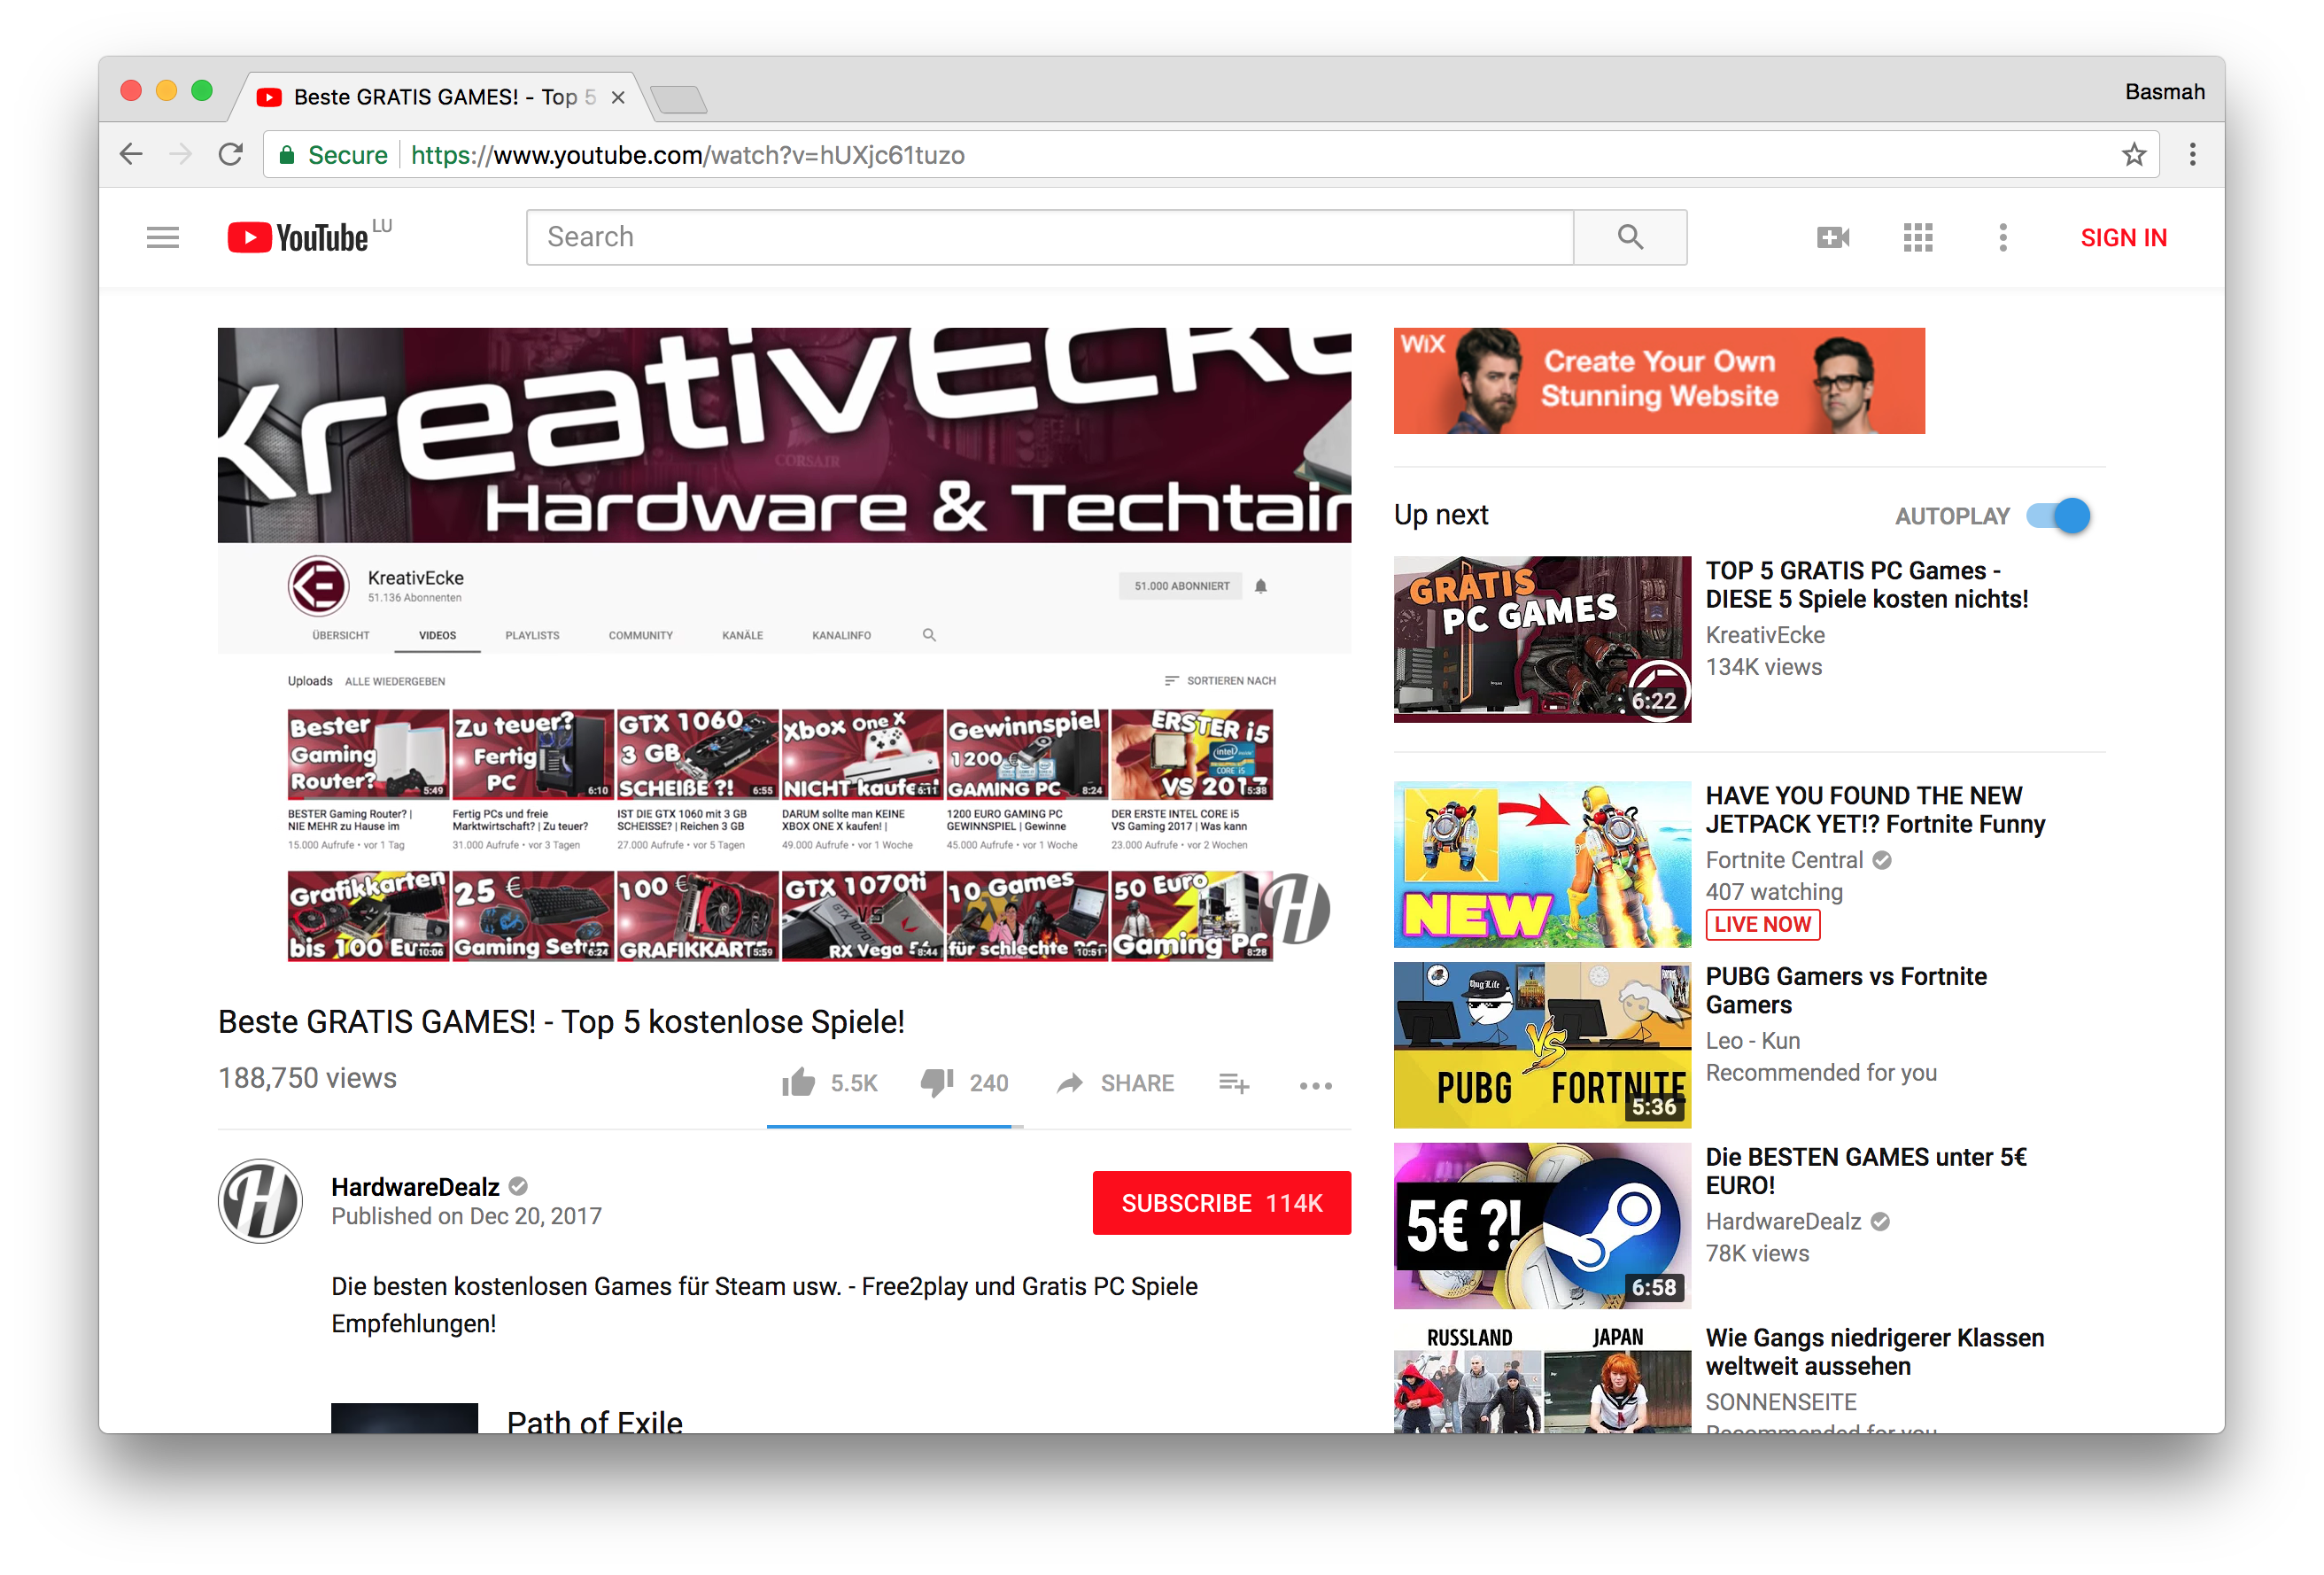 Beste GRATIS GAMES! - Top 5
Basmah
Secure
https://www.youtube.com/watch?v=hUXjc61tuzo
YouTube LU
Search
SIGN IN
KreativEcke
CORSAIR
Hardware & Techtain
KreativEcke
51.136 Abonnenten
51.000 ABONNIERT
ÜBERSICHT VIDEOS PLAYLISTS COMMUNITY KANÄLE KANALINFO
Uploads ALLE WIEDERGEBEN
SORTIEREN NACH
Bester Gaming Router? 5:49
Zu teuer? Fertig PC 6:10
GTX 1060 3 GB SCHEIßE ?! 6:55
Xbox One X NICHT kaufen! 6:11
Gewinnspiel 1200 € GAMING PC 8:24
ERSTER i5 intel CORE i5 VS 2017 5:38
BESTER Gaming Router? |
NIE MEHR zu Hause im
15.000 Aufrufe • vor 1 Tag
Fertig PCs und freie
Marktwirtschaft? | Zu teuer?
31.000 Aufrufe • vor 3 Tagen
IST DIE GTX 1060 mit 3 GB
SCHEISSE? | Reichen 3 GB
27.000 Aufrufe • vor 5 Tagen
DARUM sollte man KEINE
XBOX ONE X kaufen! |
49.000 Aufrufe • vor 1 Woche
1200 EURO GAMING PC
GEWINNSPIEL | Gewinne
45.000 Aufrufe • vor 1 Woche
DER ERSTE INTEL CORE i5
VS Gaming 2017 | Was kann
23.000 Aufrufe • vor 2 Wochen
Grafikkarten bis 100 Euro 10:06
25 € Gaming Setup 6:24
100 € GRAFIKKARTE 5:59
GTX 1070ti VS RX Vega 56 8:44
10 Games für schlechte PCs 10:51
50 Euro Gaming PC 8:28
H
Beste GRATIS GAMES! - Top 5 kostenlose Spiele!
188,750 views
5.5K 240 SHARE
H
HardwareDealz
Published on Dec 20, 2017
SUBSCRIBE 114K
Die besten kostenlosen Games für Steam usw. - Free2play und Gratis PC Spiele
Empfehlungen!
Path of Exile
WiX
Create Your Own
Stunning Website
Up next
AUTOPLAY
GRATIS
PC GAMES
6:22
TOP 5 GRATIS PC Games -
DIESE 5 Spiele kosten nichts!
KreativEcke
134K views
NEW
HAVE YOU FOUND THE NEW
JETPACK YET!? Fortnite Funny
Fortnite Central
407 watching
LIVE NOW
Thug Life
VS
PUBG FORTNITE
5:36
PUBG Gamers vs Fortnite
Gamers
Leo - Kun
Recommended for you
5€ ?!
6:58
Die BESTEN GAMES unter 5€
EURO!
HardwareDealz
78K views
RUSSLAND JAPAN
Wie Gangs niedrigerer Klassen
weltweit aussehen
SONNENSEITE
Recommended for you